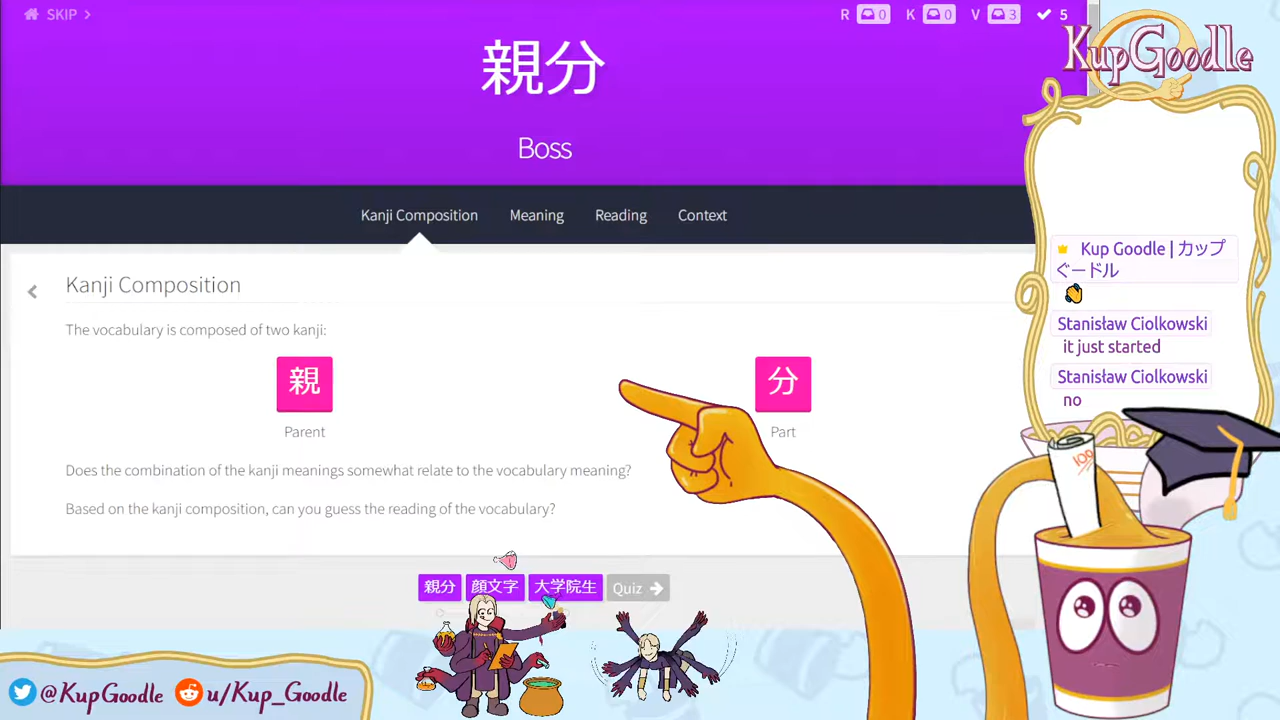 SKIP
R 0 K 0 V 3 5
親分
Boss
Kanji Composition Meaning Reading Context
Kanji Composition
The vocabulary is composed of two kanji:
親 分
Parent Part
Does the combination of the kanji meanings somewhat relate to the vocabulary meaning?
Based on the kanji composition, can you guess the reading of the vocabulary?
親分 顔文字 大学院生 Quiz
KupGoodle
Kup Goodle | カップ
ぐードル
Stanisław Ciolkowski
it just started
Stanisław Ciolkowski
no
100
@KupGoodle u/Kup_Goodle